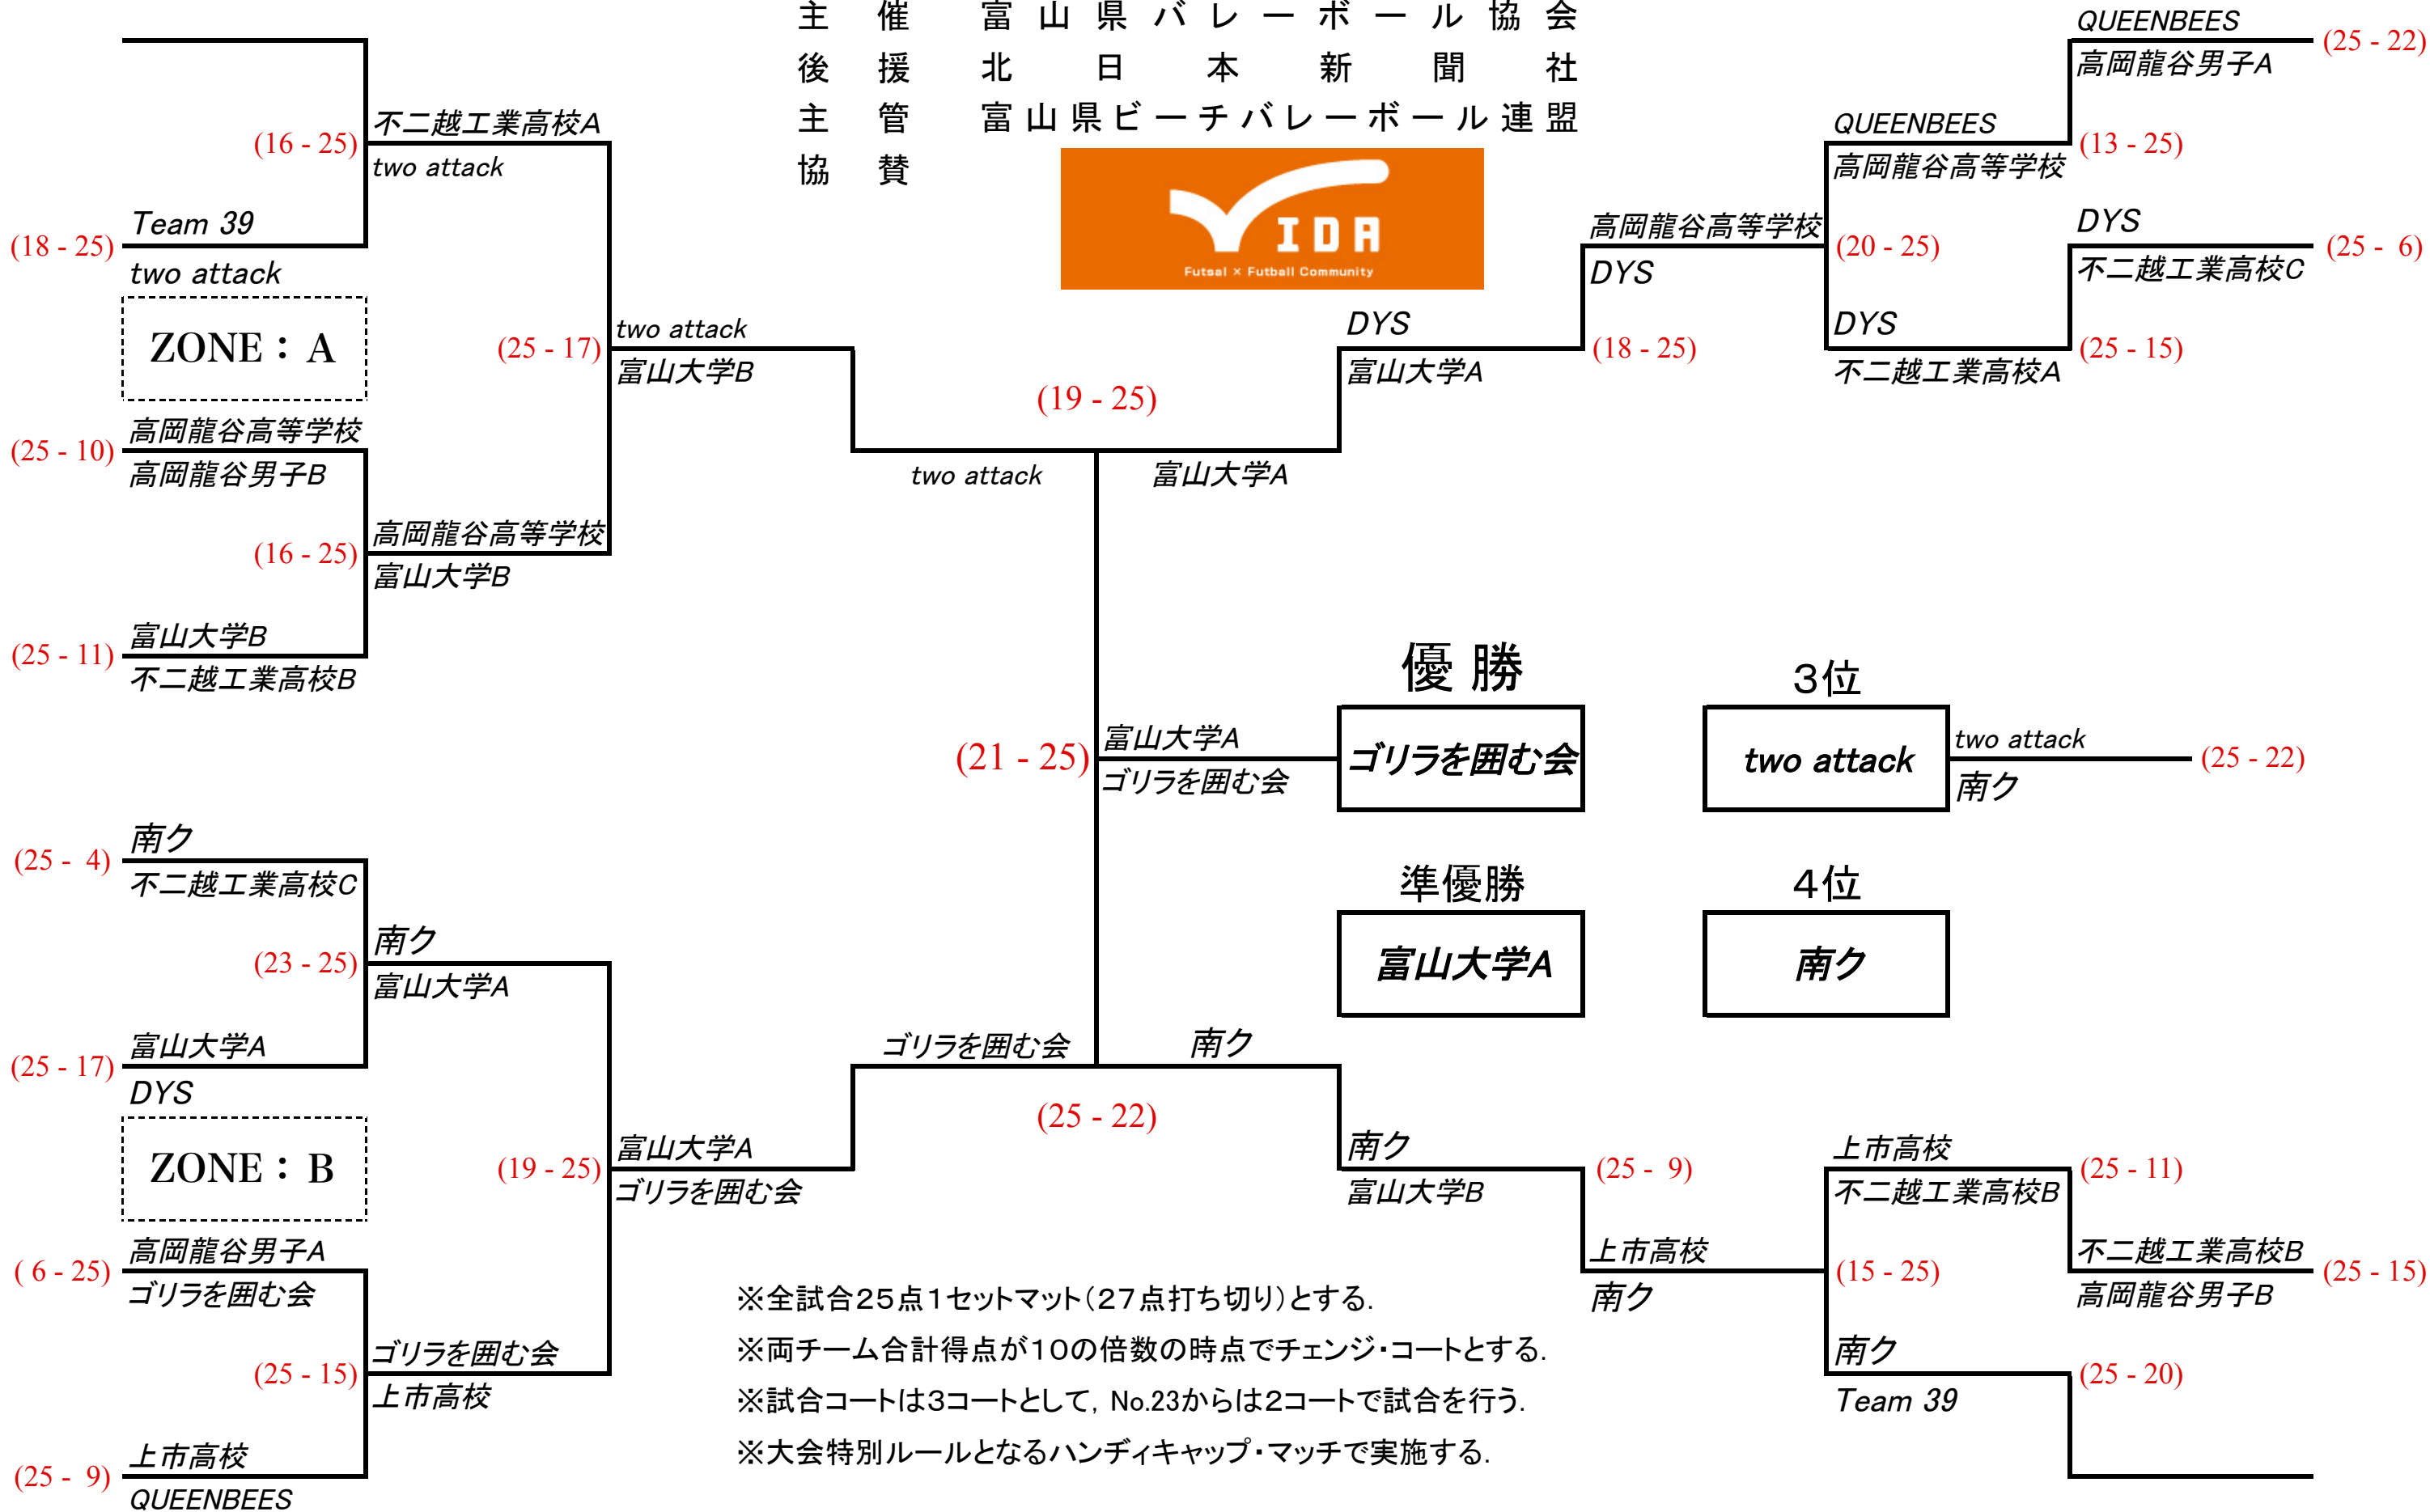 主催 富山県バレーボール協会
後援 北日本新聞社
主管 富山県ビーチバレーボール連盟
協賛
VIDA
Futsal × Futball Community
不二越工業高校A
(16 - 25)
two attack
Team 39
(18 - 25)
two attack
ZONE : A
(25 - 17)
two attack
富山大学B
高岡龍谷高等学校
(25 - 10)
高岡龍谷男子B
高岡龍谷高等学校
(16 - 25)
富山大学B
富山大学B
(25 - 11)
不二越工業高校B
(19 - 25)
two attack
富山大学A
QUEENBEES
(25 - 22)
高岡龍谷男子A
QUEENBEES
(13 - 25)
高岡龍谷高等学校
DYS
(25 - 6)
不二越工業高校C
高岡龍谷高等学校
(20 - 25)
DYS
DYS
(25 - 15)
不二越工業高校A
DYS
(18 - 25)
富山大学A
優勝
3位
富山大学A
(21 - 25)
ゴリラを囲む会
ゴリラを囲む会
two attack
two attack
(25 - 22)
南ク
準優勝
4位
富山大学A
南ク
南ク
(25 - 4)
不二越工業高校C
南ク
(23 - 25)
富山大学A
富山大学A
(25 - 17)
DYS
ZONE : B
富山大学A
(19 - 25)
ゴリラを囲む会
高岡龍谷男子A
( 6 - 25)
ゴリラを囲む会
ゴリラを囲む会
(25 - 15)
上市高校
上市高校
(25 - 9)
QUEENBEES
ゴリラを囲む会
南ク
(25 - 22)
南ク
(25 - 9)
富山大学B
上市高校
(25 - 11)
不二越工業高校B
上市高校
(15 - 25)
南ク
不二越工業高校B
(25 - 15)
高岡龍谷男子B
南ク
(25 - 20)
Team 39
※全試合25点1セットマット(27点打ち切り)とする.
※両チーム合計得点が10の倍数の時点でチェンジ・コートとする.
※試合コートは3コートとして, No.23からは2コートで試合を行う.
※大会特別ルールとなるハンディキャップ・マッチで実施する.